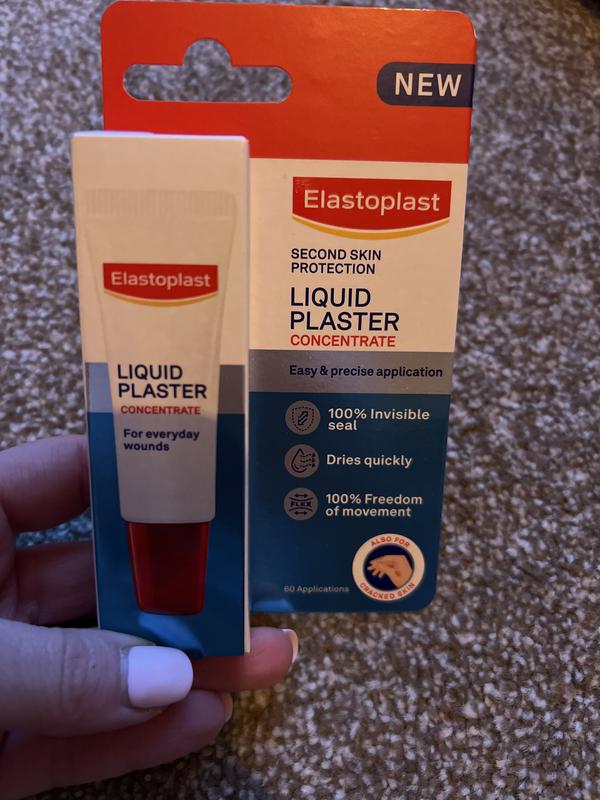 NEW
Elastoplast
SECOND SKIN
PROTECTION
LIQUID
PLASTER
CONCENTRATE
Easy & precise application
100% Invisible
seal
Dries quickly
FLEX
100% Freedom
of movement
60 Applications
ALSO FOR
CRACKED SKIN
Elastoplast
LIQUID
PLASTER
CONCENTRATE
For everyday
wounds